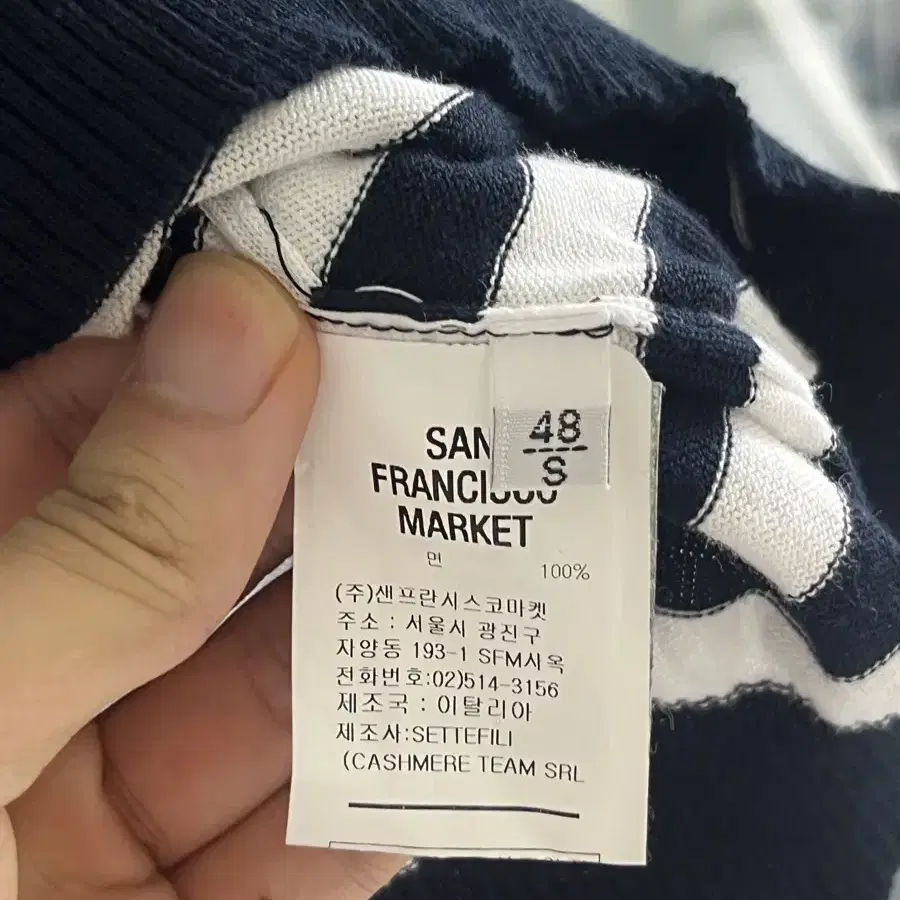 48
S
SAN
FRANCISCO
MARKET
면 100%
(주)샌프란시스코마켓
주소 : 서울시 광진구
자양동 193-1 SFM사옥
전화번호:02)514-3156
제조국 : 이탈리아
제조사:SETTEFILI
(CASHMERE TEAM SRL